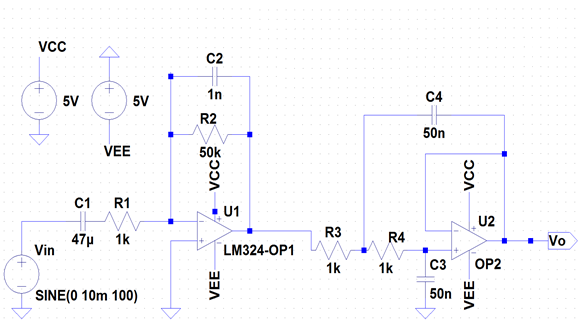 VCC
5V
5V
VEE
C2
1n
R2
50k
VCC
U1
C1
47µ
R1
1k
LM324-OP1
VEE
Vin
SINE(0 10m 100)
C4
50n
VCC
U2
R3
1k
R4
1k
C3
50n
OP2
VEE
Vo